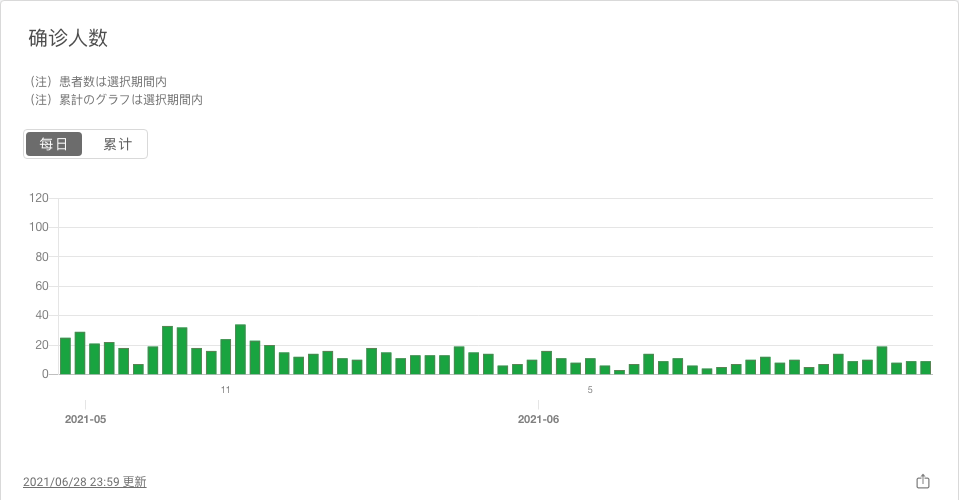 确诊人数
（注）患者数は選択期間内
（注）累計のグラフは選択期間内
每日 累计
120
100
80
60
40
20
0
11 5
2021-05 2021-06
2021/06/28 23:59 更新